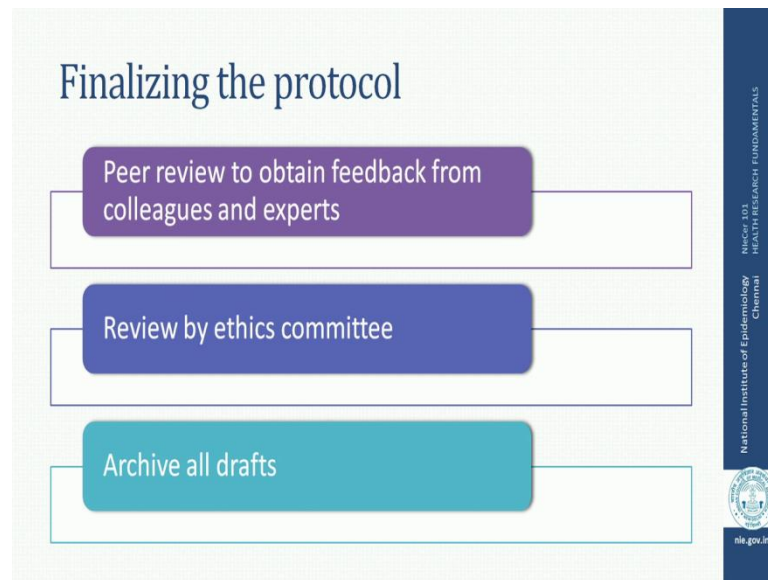 Finalizing the protocol
Peer review to obtain feedback from
colleagues and experts
Review by ethics committee
Archive all drafts
NIeCer 101
HEALTH RESEARCH FUNDAMENTALS
National Institute of Epidemiology
Chennai
nie.gov.in